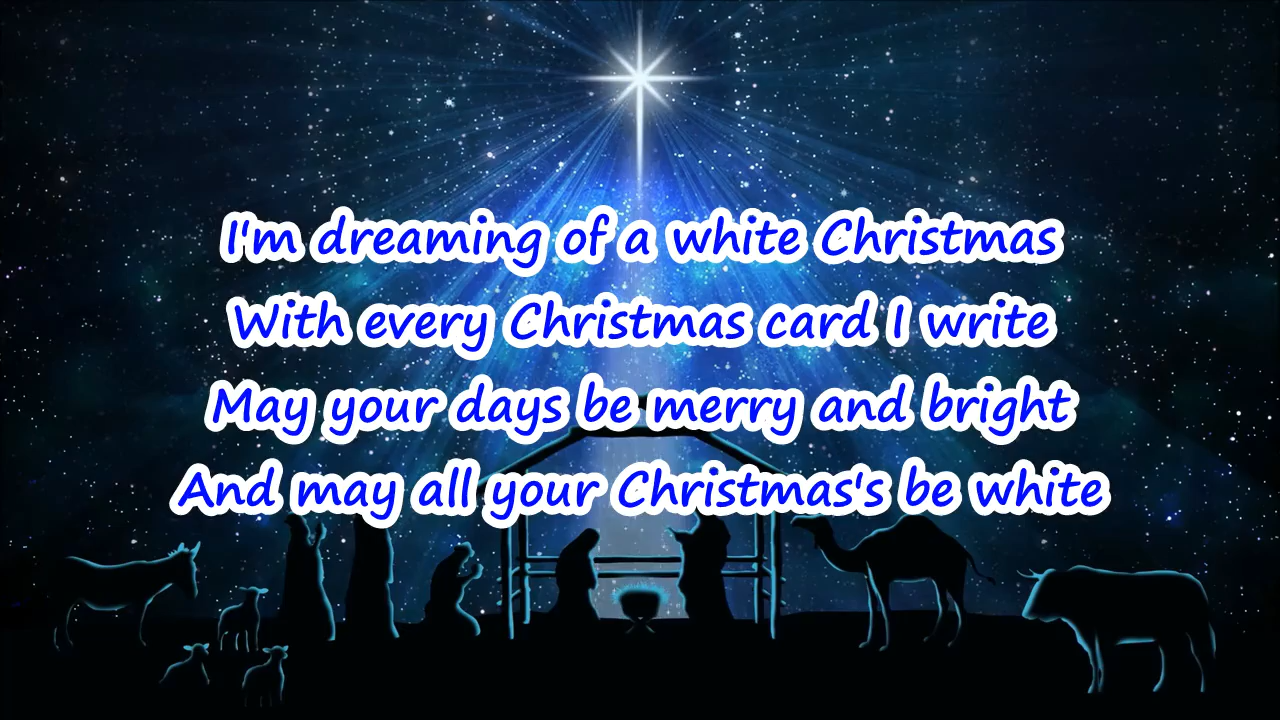 I'm dreaming of a white Christmas
With every Christmas card I write
May your days be merry and bright
And may all your Christmas's be white